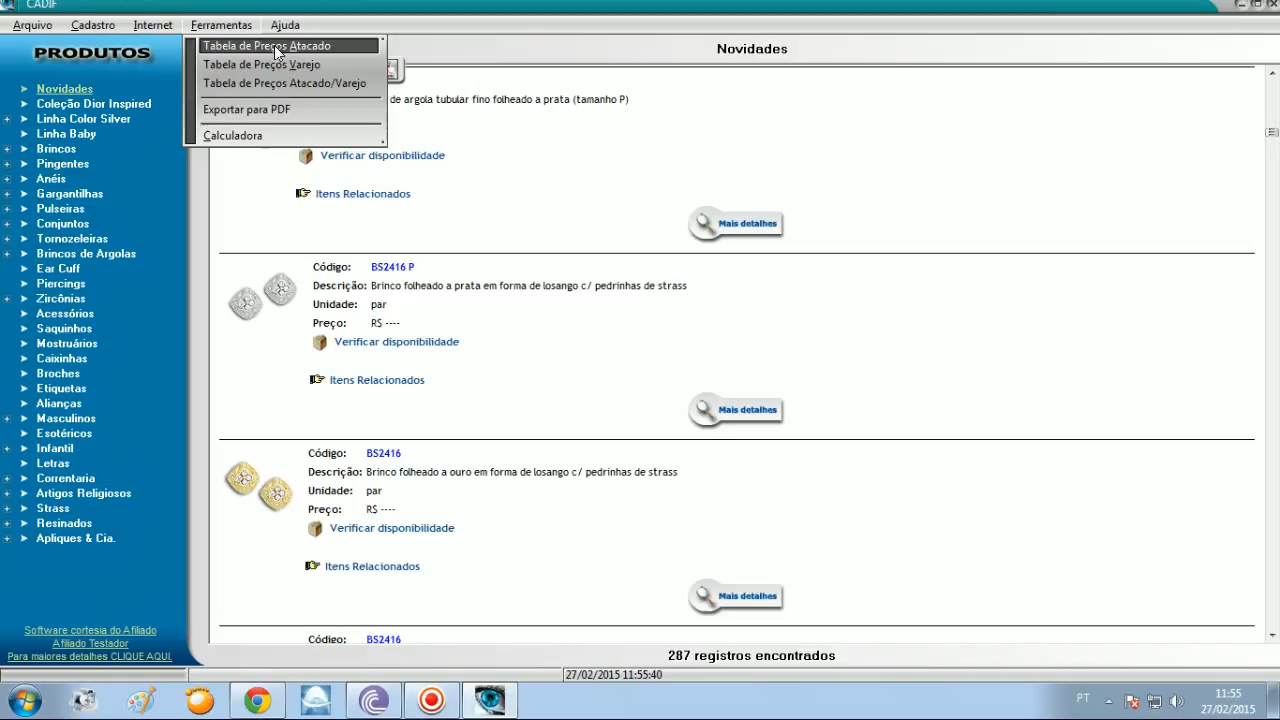 CADIF
Arquivo Cadastro Internet Ferramentas Ajuda
PRODUTOS
Novidades
Coleção Dior Inspired
Linha Color Silver
Linha Baby
Brincos
Pingentes
Anéis
Gargantilhas
Pulseiras
Conjuntos
Tornozeleiras
Brincos de Argolas
Ear Cuff
Piercings
Zircônias
Acessórios
Saquinhos
Mostruários
Caixinhas
Broches
Etiquetas
Alianças
Masculinos
Esotéricos
Infantil
Letras
Correntaria
Artigos Religiosos
Strass
Resinados
Apliques & Cia.
Software cortesia do Afiliado
Afiliado Testador
Para maiores detalhes CLIQUE AQUI.
Tabela de Preços Atacado
Tabela de Preços Varejo
Tabela de Preços Atacado/Varejo
Exportar para PDF
Calculadora
Novidades
de argola tubular fino folheado a prata (tamanho P)
Verificar disponibilidade
Itens Relacionados
Mais detalhes
Código: BS2416 P
Descrição: Brinco folheado a prata em forma de losango c/ pedrinhas de strass
Unidade: par
Preço: R$ ----
Verificar disponibilidade
Itens Relacionados
Mais detalhes
Código: BS2416
Descrição: Brinco folheado a ouro em forma de losango c/ pedrinhas de strass
Unidade: par
Preço: R$ ----
Verificar disponibilidade
Itens Relacionados
Mais detalhes
Código: BS2416
287 registros encontrados
27/02/2015 11:55:40
PT
11:55
27/02/2015